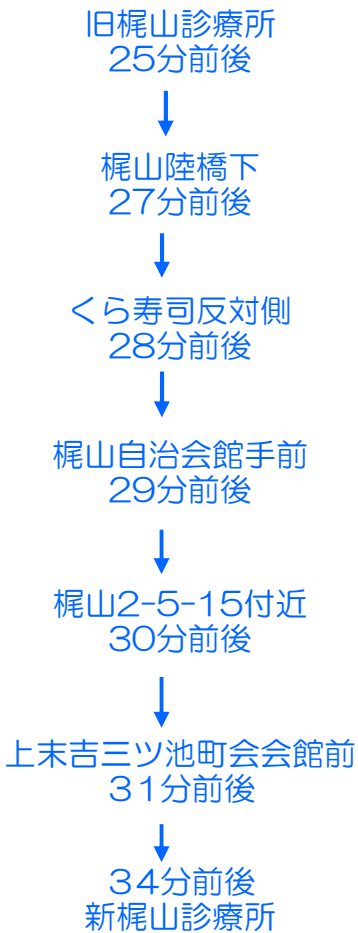 旧梶山診療所
25分前後
梶山陸橋下
27分前後
くら寿司反対側
28分前後
梶山自治会館手前
29分前後
梶山2-5-15付近
30分前後
上末吉三ツ池町会会館前
31分前後
34分前後
新梶山診療所